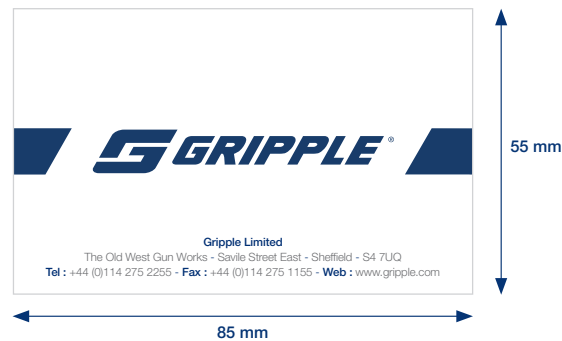 GRIPPLE®
55 mm
Gripple Limited
The Old West Gun Works - Savile Street East - Sheffield - S4 7UQ
Tel : +44 (0)114 275 2255 - Fax : +44 (0)114 275 1155 - Web : www.gripple.com
85 mm